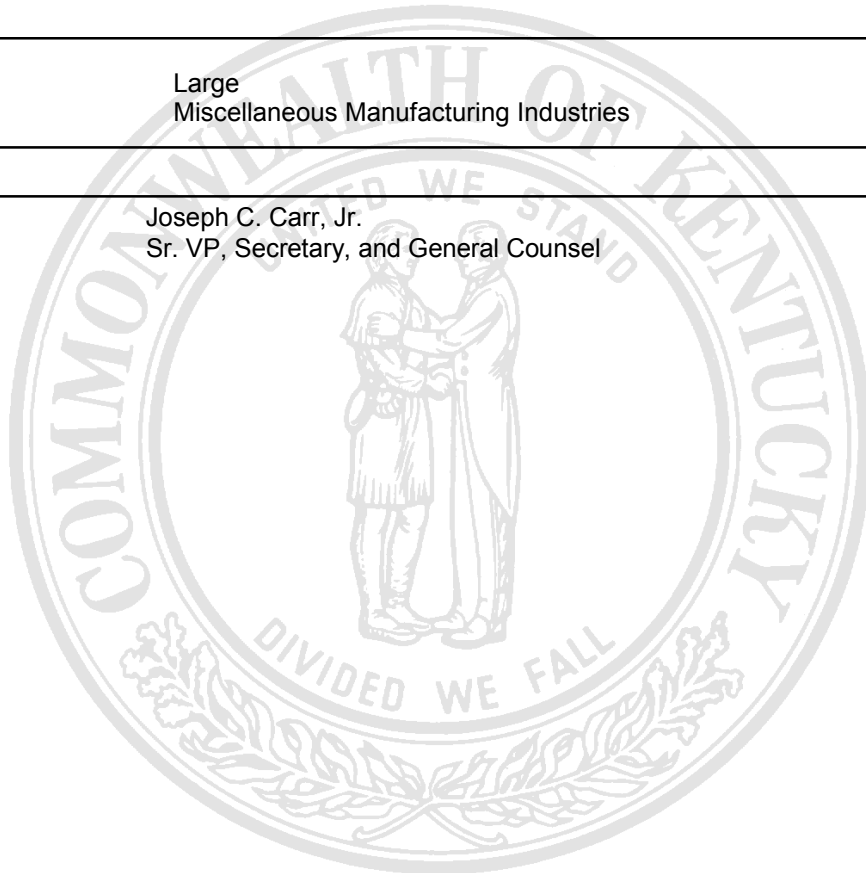 Large
Miscellaneous Manufacturing Industries
Joseph C. Carr, Jr.
Sr. VP, Secretary, and General Counsel
COMMONWEALTH OF KENTUCKY
UNITED WE STAND
DIVIDED WE FALL